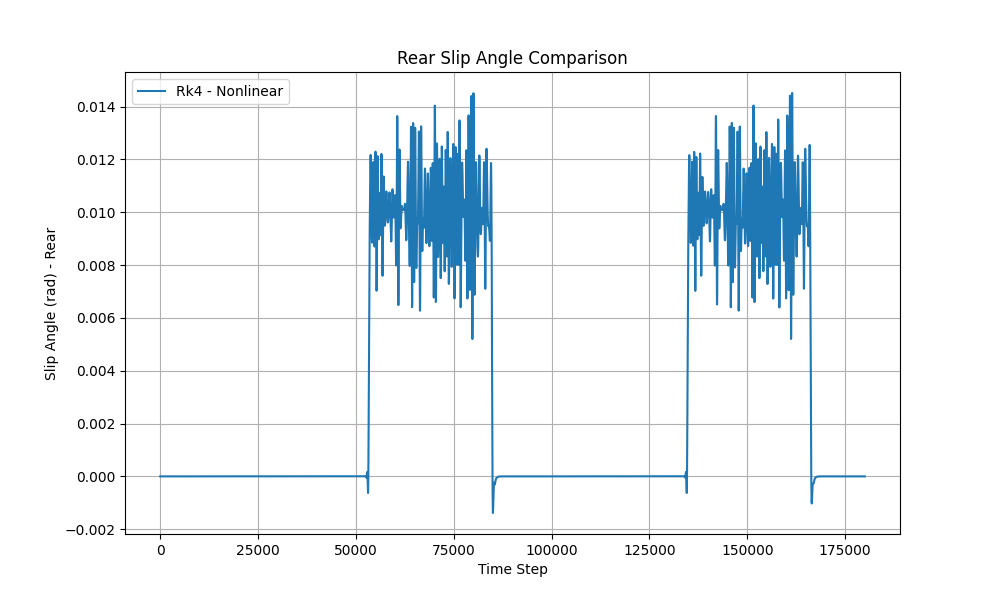 Rear Slip Angle Comparison
Rk4 - Nonlinear
Slip Angle (rad) - Rear
0.014
0.012
0.010
0.008
0.006
0.004
0.002
0.000
−0.002
0 25000 50000 75000 100000 125000 150000 175000
Time Step